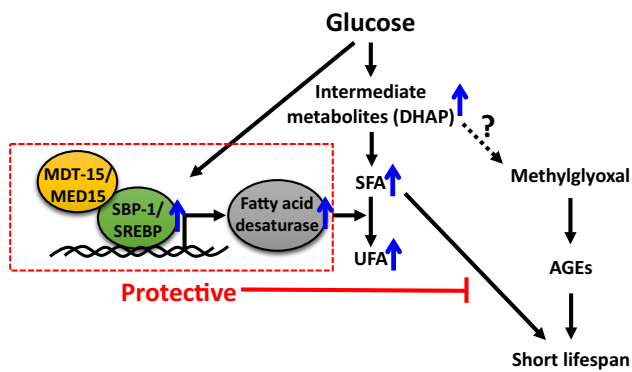 Glucose
Intermediate
metabolites (DHAP)
?
MDT-15/
MED15
SBP-1/
SREBP
Fatty acid
desaturase
SFA
Methylglyoxal
UFA
AGEs
Protective
Short lifespan